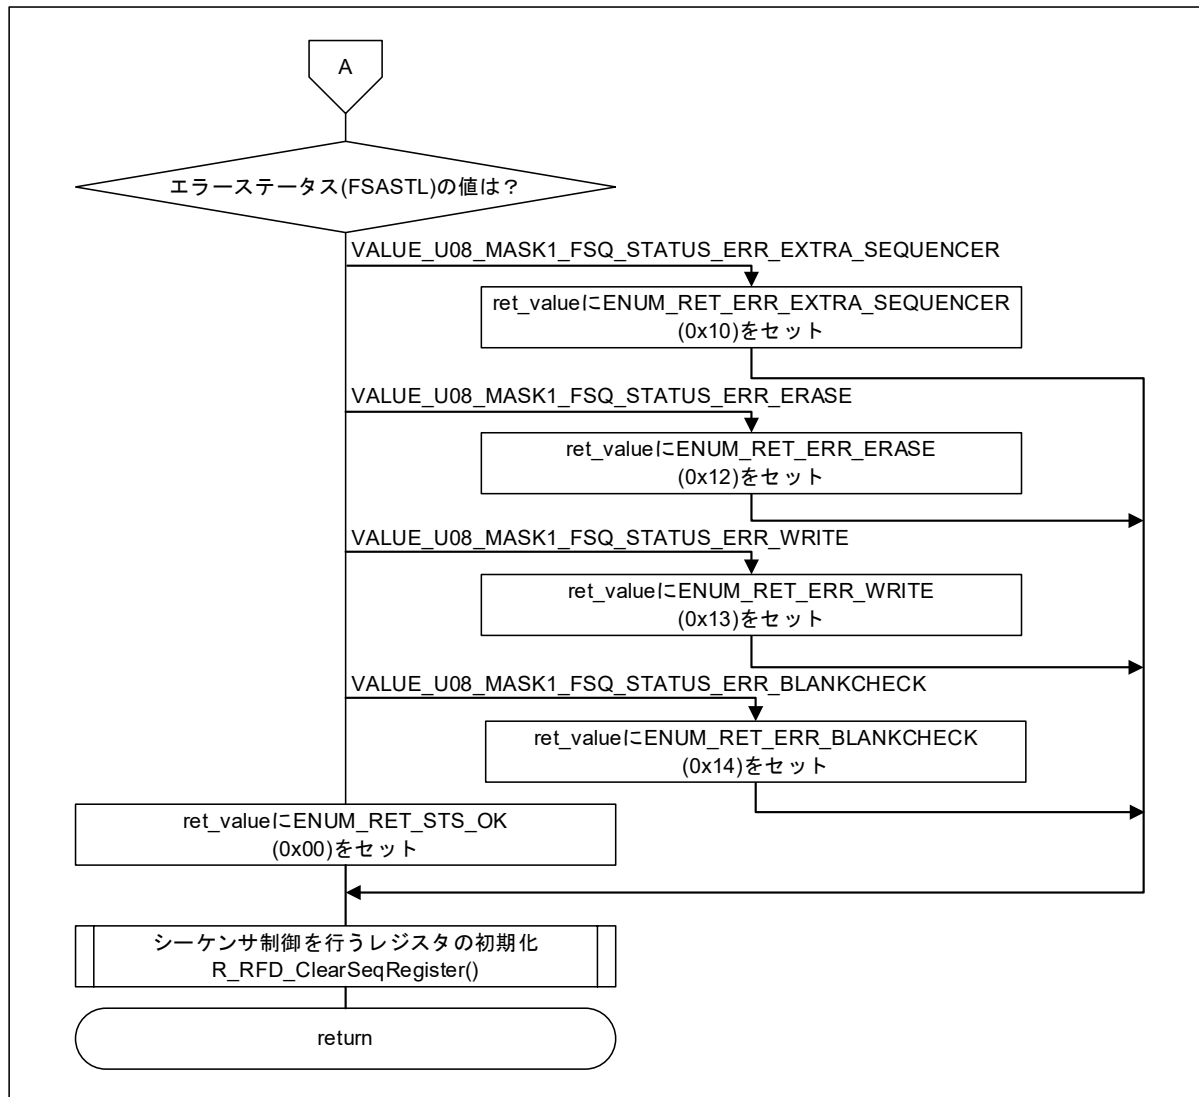 A
エラーステータス(FSASTL)の値は？
VALUE_U08_MASK1_FSQ_STATUS_ERR_EXTRA_SEQUENCER
ret_valueにENUM_RET_ERR_EXTRA_SEQUENCER
(0x10)をセット
VALUE_U08_MASK1_FSQ_STATUS_ERR_ERASE
ret_valueにENUM_RET_ERR_ERASE
(0x12)をセット
VALUE_U08_MASK1_FSQ_STATUS_ERR_WRITE
ret_valueにENUM_RET_ERR_WRITE
(0x13)をセット
VALUE_U08_MASK1_FSQ_STATUS_ERR_BLANKCHECK
ret_valueにENUM_RET_ERR_BLANKCHECK
(0x14)をセット
ret_valueにENUM_RET_STS_OK
(0x00)をセット
シーケンサ制御を行うレジスタの初期化
R_RFD_ClearSeqRegister()
return